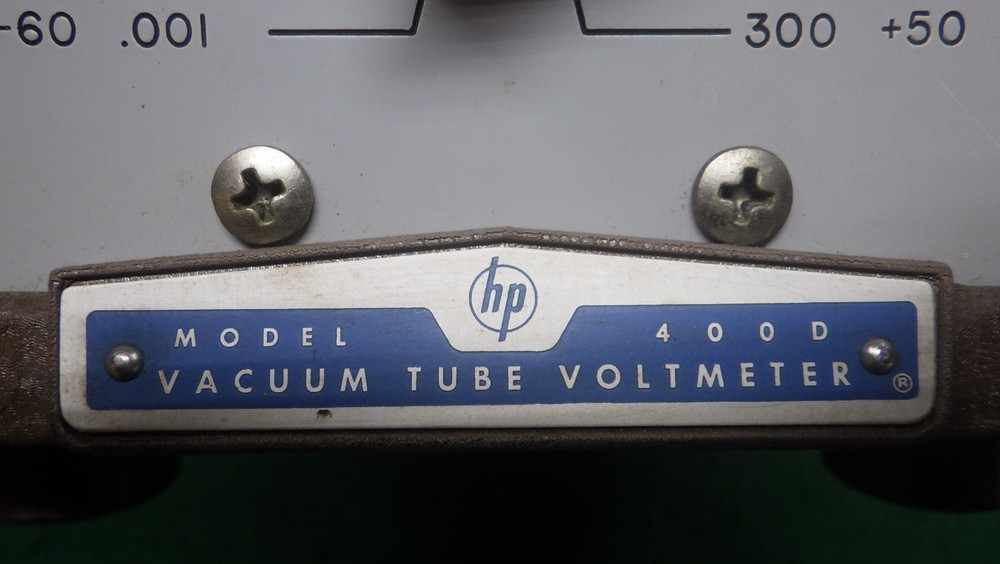 -60 .001 300 +50
hp
MODEL 400D
VACUUM TUBE VOLTMETER ®